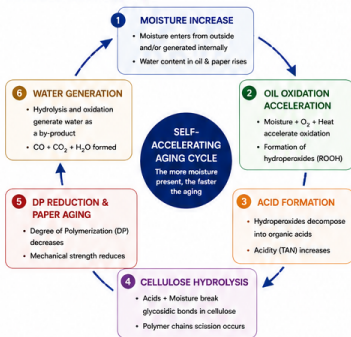 1 MOISTURE INCREASE
• Moisture enters from outside
and/or generated internally
• Water content in oil & paper rises
2 OIL OXIDATION
ACCELERATION
• Moisture + O₂ + Heat
accelerate oxidation
• Formation of
hydroperoxides (ROOH)
3 ACID FORMATION
• Hydroperoxides decompose
into organic acids
• Acidity (TAN) increases
4 CELLULOSE HYDROLYSIS
• Acids + Moisture break
glycosidic bonds in cellulose
• Polymer chains scission occurs
5 DP REDUCTION &
PAPER AGING
• Degree of Polymerization (DP)
decreases
• Mechanical strength reduces
6 WATER GENERATION
• Hydrolysis and oxidation
generate water as
a by-product
• CO + CO₂ + H₂O formed
SELF-
ACCELERATING
AGING CYCLE
The more moisture
present, the faster
the aging